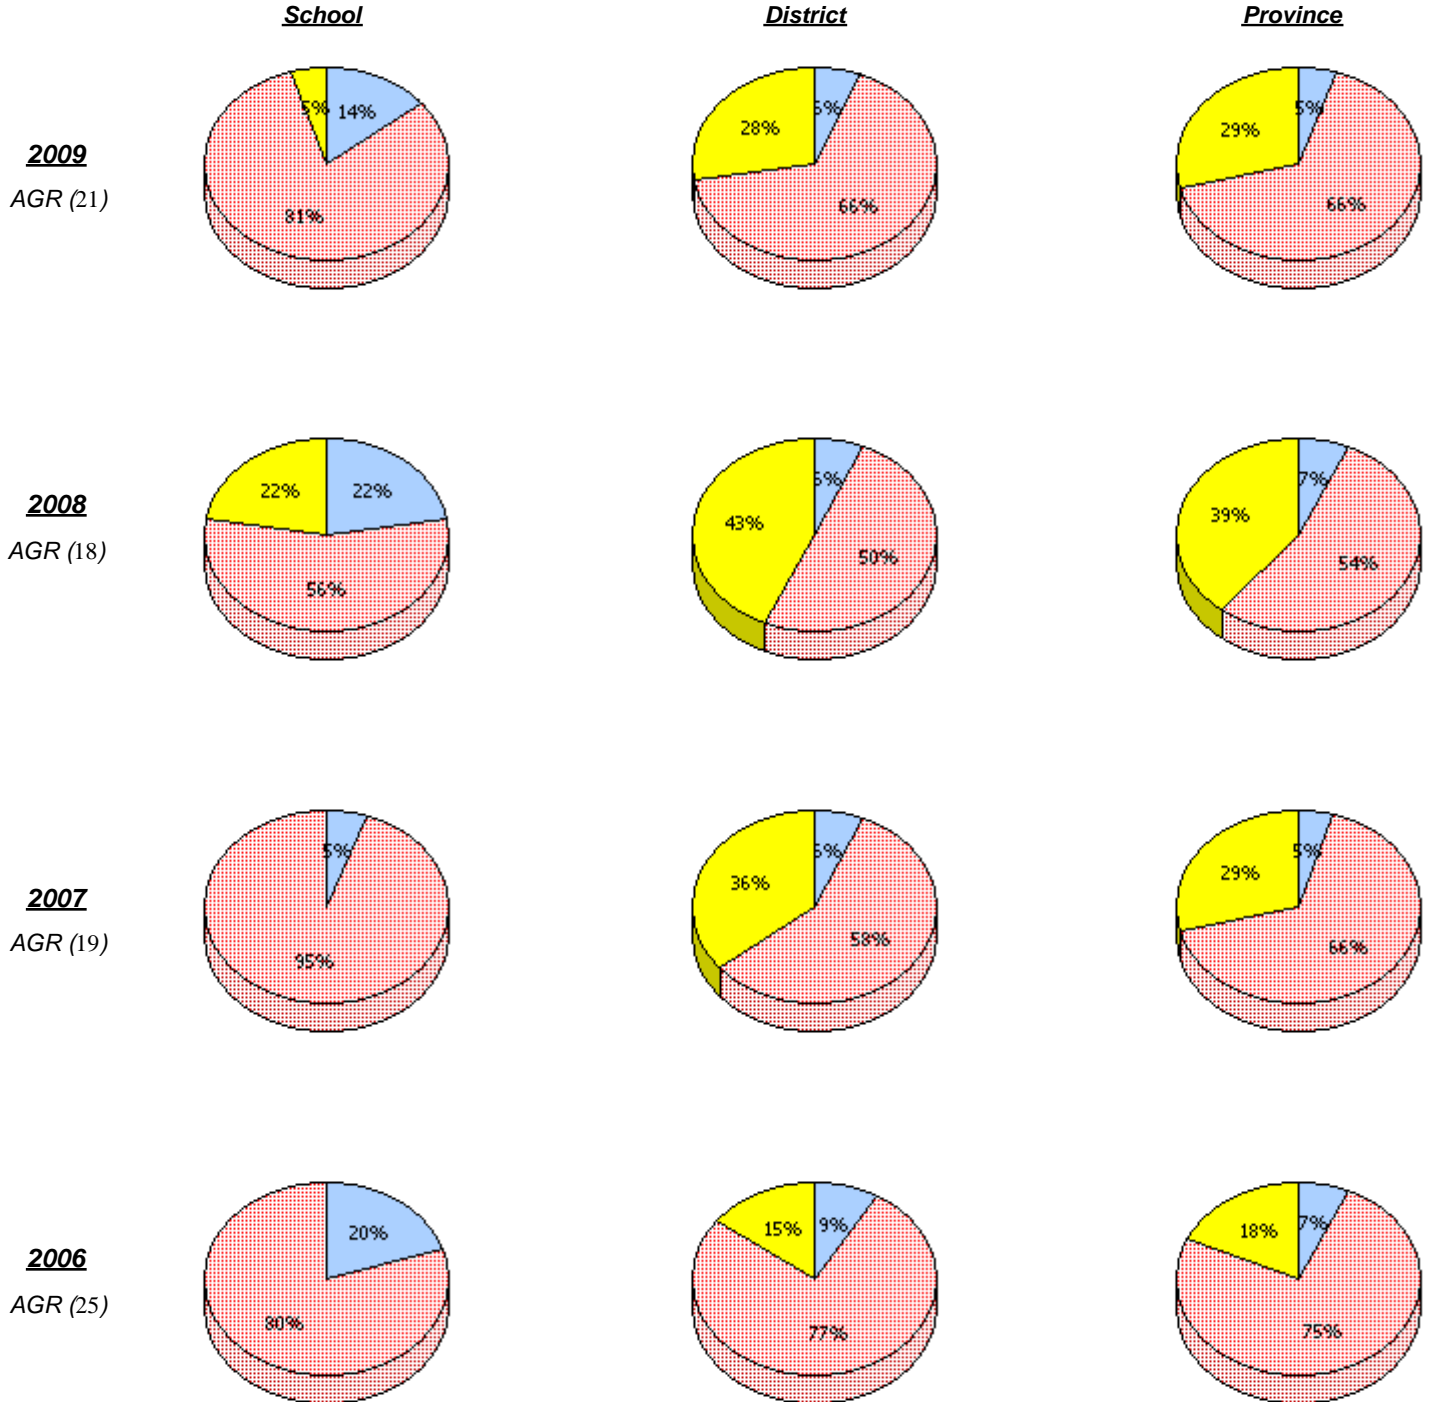 School District Province
5% 14% 28% 6% 29% 5%
2009
AGR (21)
81% 66% 66%
22% 22% 43% 6% 39% 7%
2008
AGR (18)
56% 50% 54%
5% 36% 6% 29% 5%
2007
AGR (19)
95% 58% 66%
20% 15% 9% 18% 7%
2006
AGR (25)
80% 77% 75%